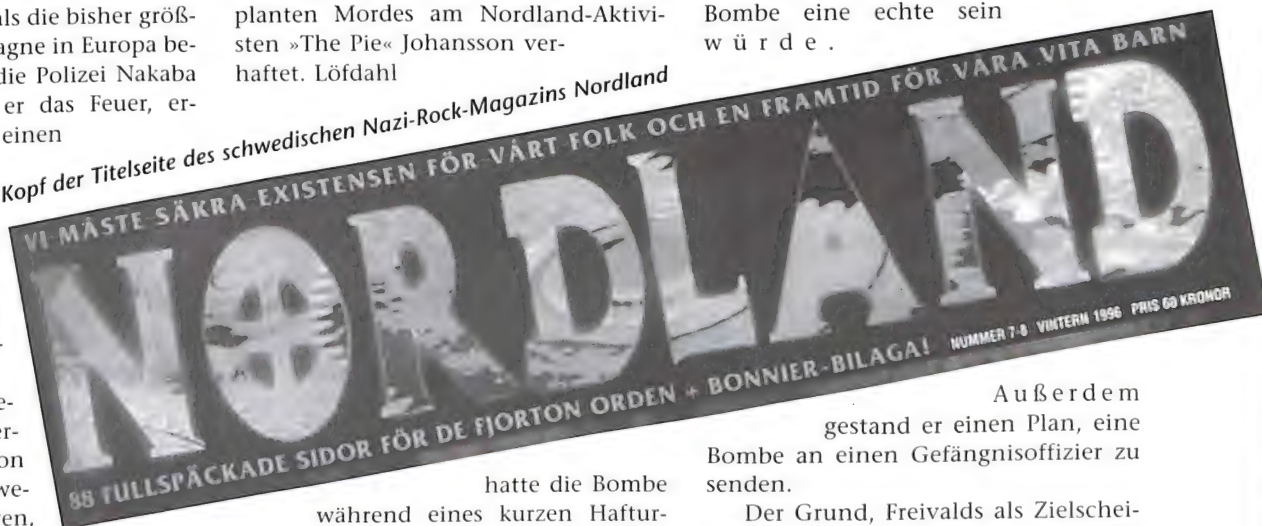 als die bisher größ-
agne in Europa be-
die Polizei Nakaba
er das Feuer, er-
einen
planten Mordes am Nordland-Aktivi-
sten »The Pie« Johansson ver-
haftet. Löfdahl
Bombe eine echte sein
würde.
Kopf der Titelseite des schwedischen Nazi-Rock-Magazins Nordland
VI MÅSTE SÄKRA EXISTENSEN FÖR VÅRT FOLK OCH EN FRAMTID FÖR VÅRA VITA BARN
NORDLAND
NUMMER 7-8 VINTERN 1996 PRIS 60 KRONOR
88 FULLSPÄCKADE SIDOR FÖR DE FJORTON ORDEN + BONNIER-BILAGA!
e-
er-
on
we-
en,
hatte die Bombe
während eines kurzen Haftur-
Außerdem
gestand er einen Plan, eine
Bombe an einen Gefängnisoffizier zu
senden.
Der Grund, Freivalds als Zielschei-